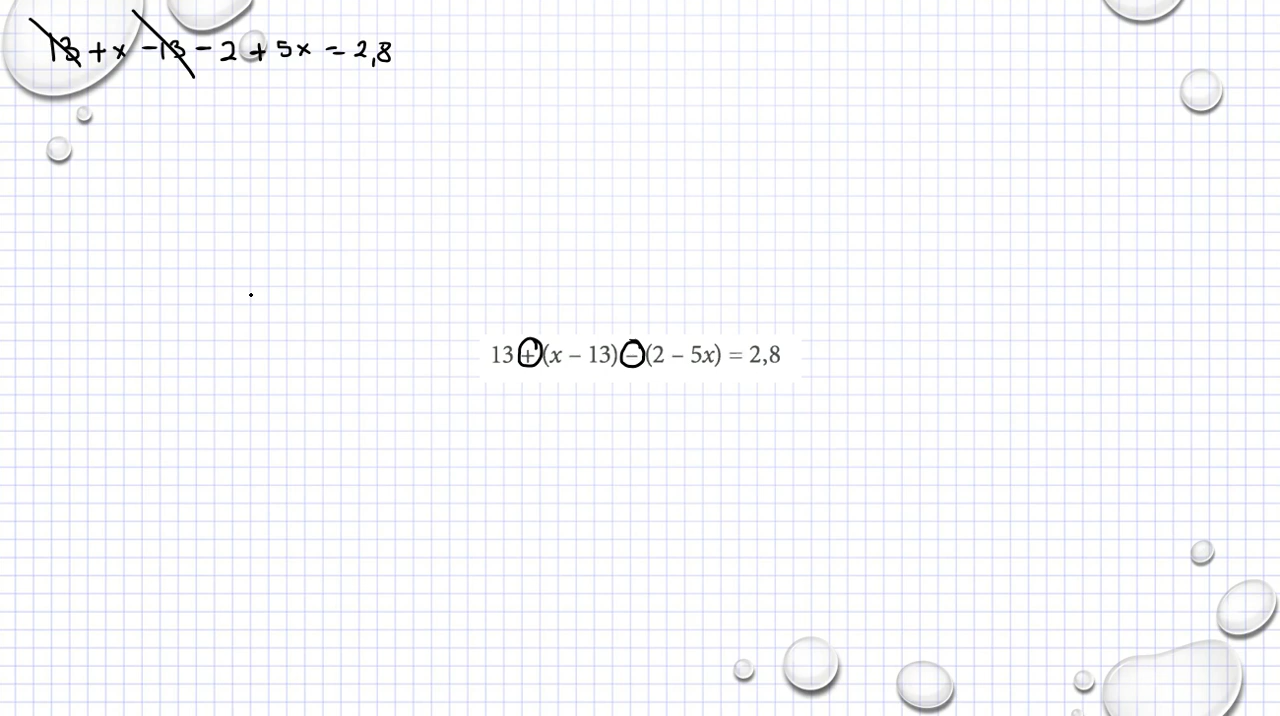 13 + x - 13 - 2 + 5x = 2,8
13 + (x – 13) – (2 – 5x) = 2,8